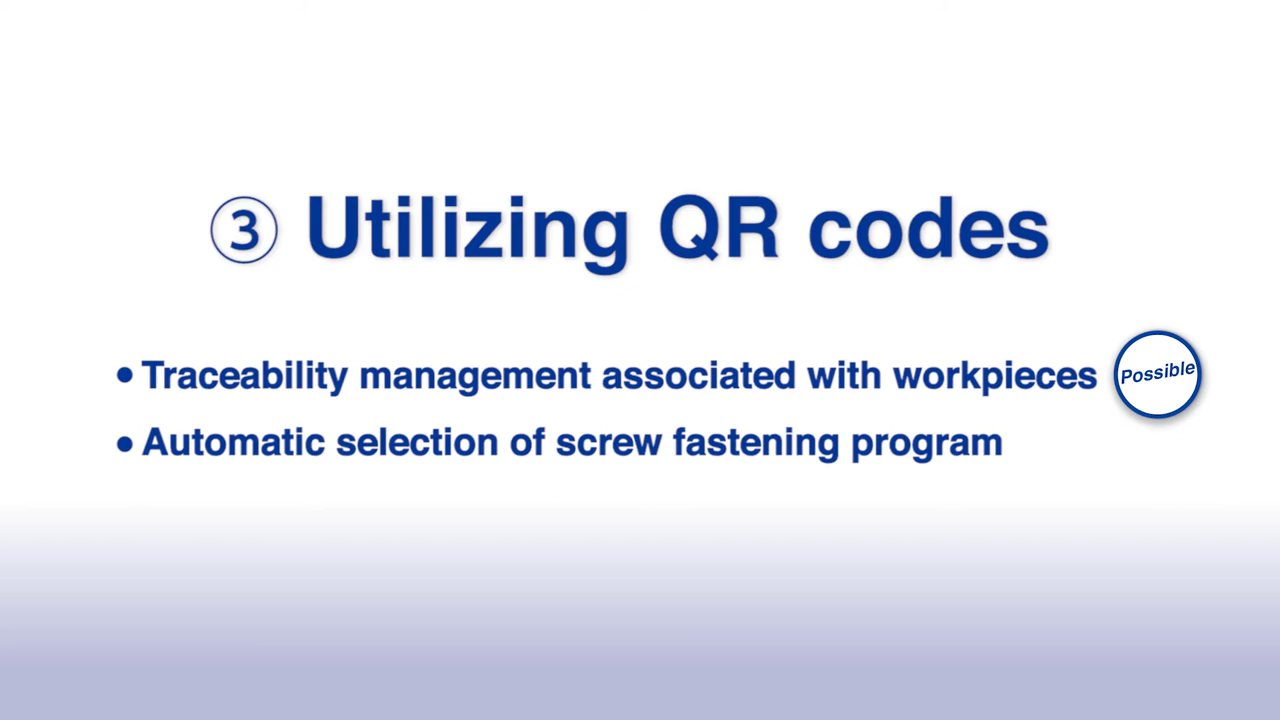 ③ Utilizing QR codes
• Traceability management associated with workpieces
Possible
• Automatic selection of screw fastening program